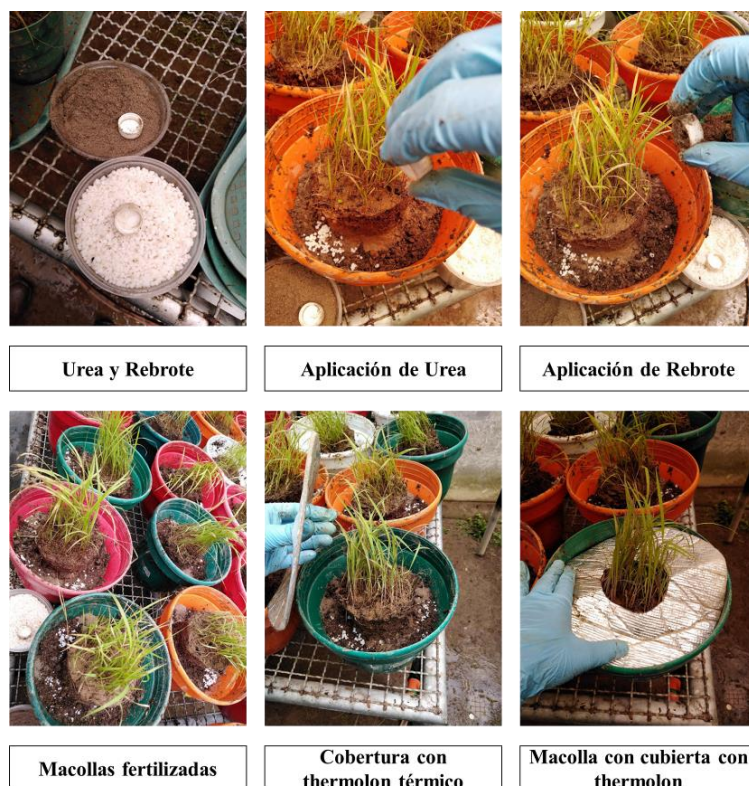 Urea y Rebrote
Aplicación de Urea
Aplicación de Rebrote
Macollas fertilizadas
Cobertura con
thermolon térmico
Macolla con cubierta con
thermolon